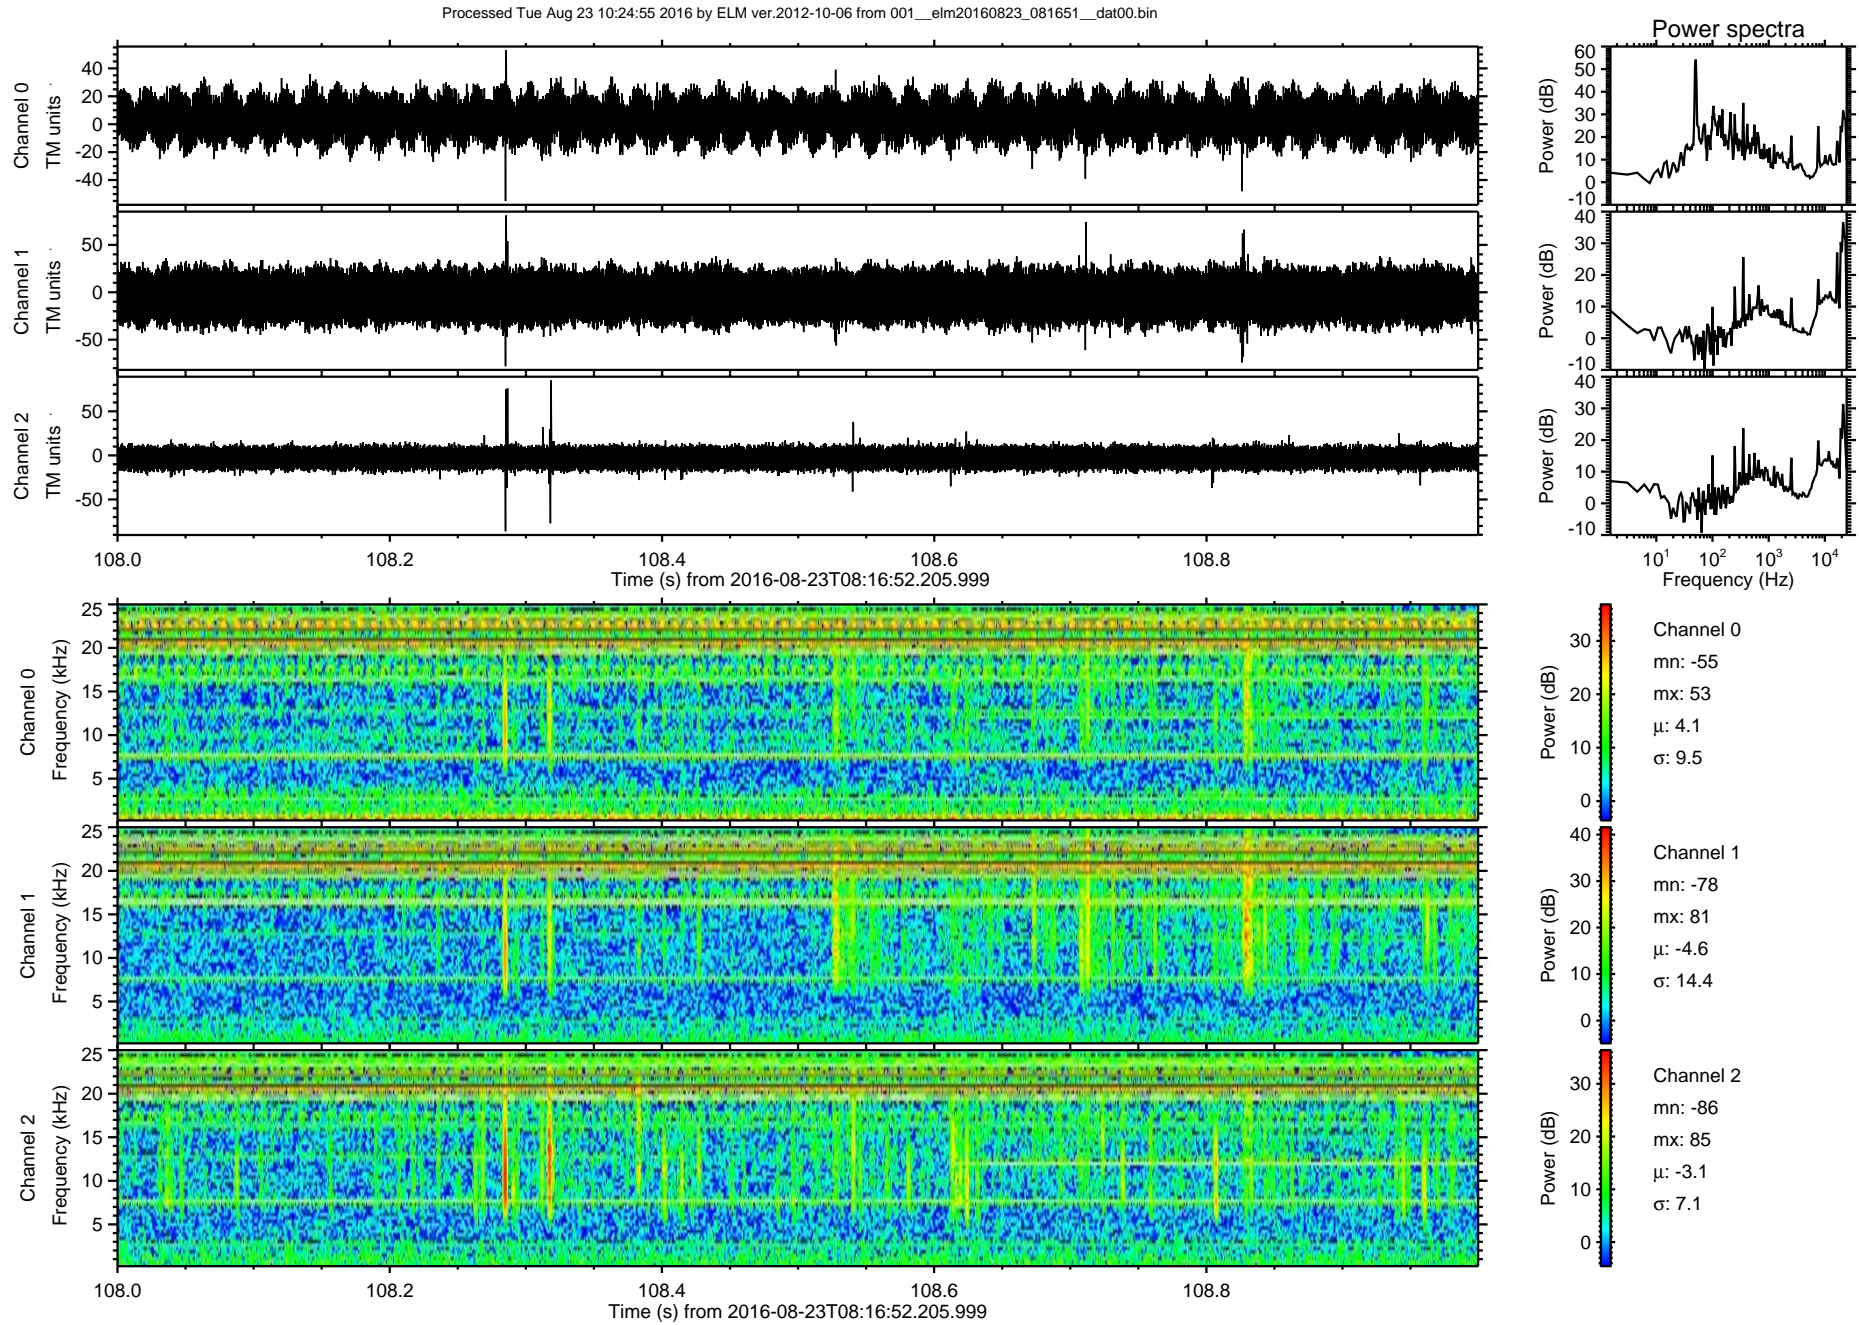 Processed Tue Aug 23 10:24:55 2016 by ELM ver.2012-10-06 from 001__elm20160823_081651__dat00.bin
Power spectra
Channel 0
TM units
40
20
0
-20
-40
Power (dB)
60
50
40
30
20
10
0
-10
Channel 1
TM units
50
0
-50
Power (dB)
40
30
20
10
0
-10
Channel 2
TM units
50
0
-50
Power (dB)
40
30
20
10
0
-10
108.0 108.2 108.4 108.6 108.8
Time (s) from 2016-08-23T08:16:52.205.999
10¹ 10² 10³ 10⁴
Frequency (Hz)
Channel 0
Frequency (kHz)
25
20
15
10
5
Power (dB)
30
20
10
0
Channel 0
mn: -55
mx: 53
µ: 4.1
σ: 9.5
Channel 1
Frequency (kHz)
25
20
15
10
5
Power (dB)
40
30
20
10
0
Channel 1
mn: -78
mx: 81
µ: -4.6
σ: 14.4
Channel 2
Frequency (kHz)
25
20
15
10
5
Power (dB)
30
20
10
0
Channel 2
mn: -86
mx: 85
µ: -3.1
σ: 7.1
108.0 108.2 108.4 108.6 108.8
Time (s) from 2016-08-23T08:16:52.205.999